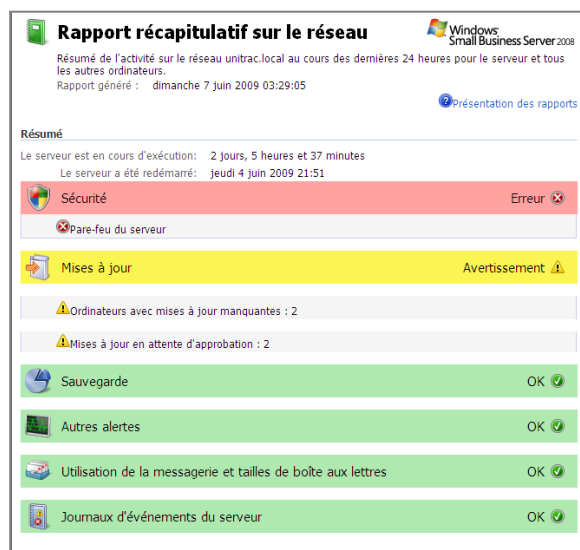 Rapport récapitulatif sur le réseau
Windows
Small Business Server 2008
Résumé de l'activité sur le réseau unitrac.local au cours des dernières 24 heures pour le serveur et tous
les autres ordinateurs.
Rapport généré : dimanche 7 juin 2009 03:29:05
Présentation des rapports
Résumé
Le serveur est en cours d'exécution: 2 jours, 5 heures et 37 minutes
Le serveur a été redémarré: jeudi 4 juin 2009 21:51
Sécurité Erreur
Pare-feu du serveur
Mises à jour Avertissement
Ordinateurs avec mises à jour manquantes : 2
Mises à jour en attente d'approbation : 2
Sauvegarde OK
Autres alertes OK
Utilisation de la messagerie et tailles de boîte aux lettres OK
Journaux d'événements du serveur OK